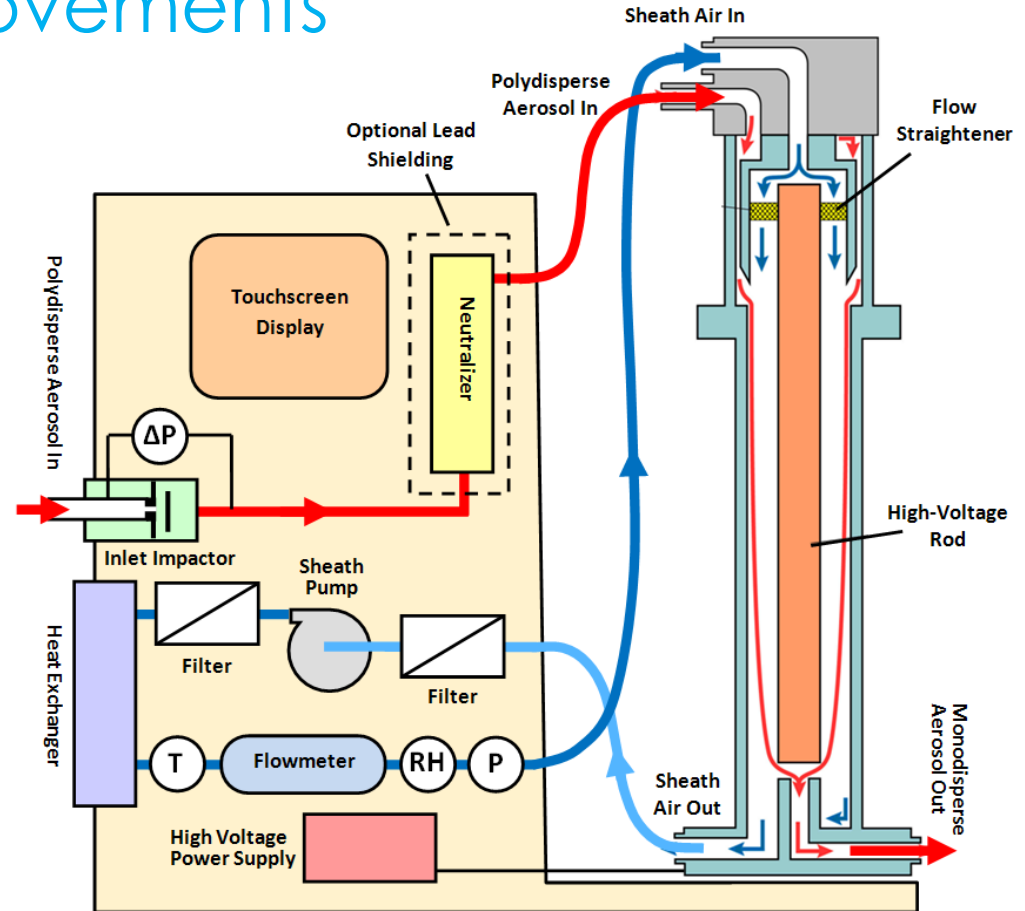 ovements
Sheath Air In
Polydisperse
Aerosol In
Flow
Straightener
Optional Lead
Shielding
Polydisperse Aerosol In
Touchscreen
Display
Neutralizer
ΔP
Inlet Impactor
High-Voltage
Rod
Sheath
Pump
Heat Exchanger
Filter
Filter
T
Flowmeter
RH
P
Monodisperse
Aerosol Out
Sheath
Air Out
High Voltage
Power Supply